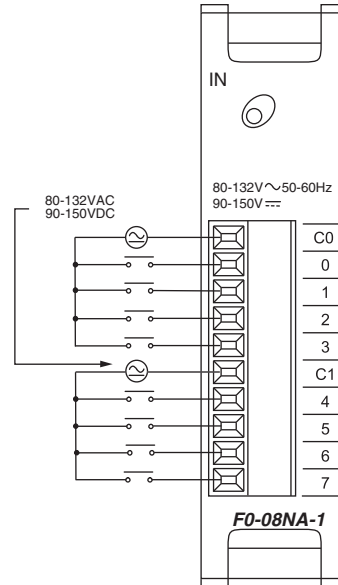 IN
80-132V～50-60Hz
90-150V⎓
80-132VAC
90-150VDC
C0
0
1
2
3
C1
4
5
6
7
F0-08NA-1